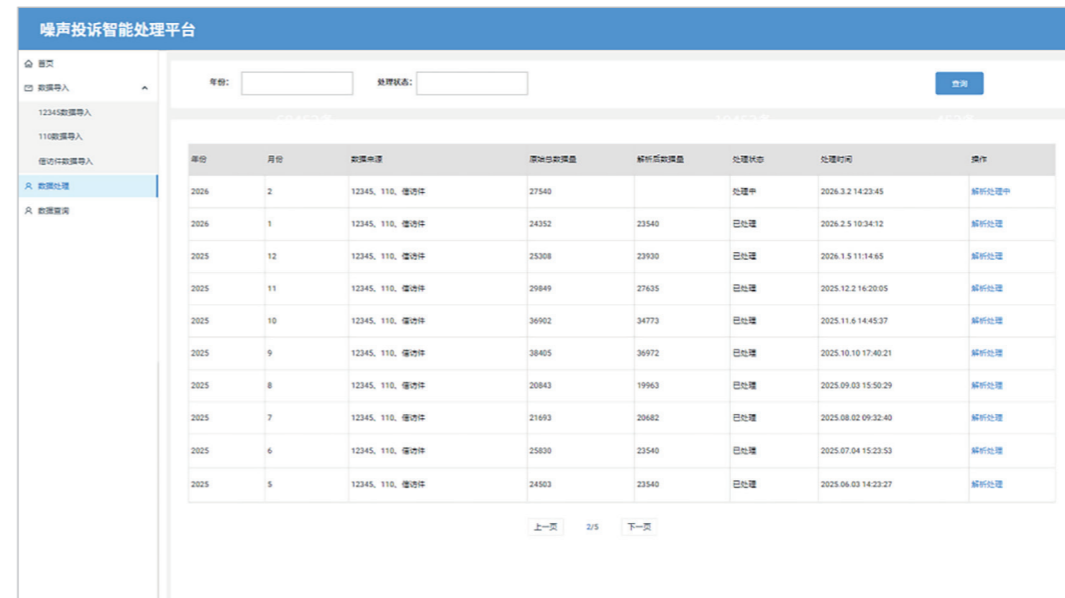 噪声投诉智能处理平台
首页
数据导入
12345数据导入
110数据导入
信访件数据导入
数据处理
数据查询
年份： 处理状态： 查询
年份 月份 数据来源 原始总数据量 解析后数据量 处理状态 处理时间 操作
2026 2 12345、110、信访件 27540 处理中 2026.3.2 14:23:45 解析处理中
2026 1 12345、110、信访件 24352 23540 已处理 2026.2.5 10:34:12 解析处理
2025 12 12345、110、信访件 25308 23930 已处理 2026.1.5 11:14:65 解析处理
2025 11 12345、110、信访件 29849 27635 已处理 2025.12.2 16:20:05 解析处理
2025 10 12345、110、信访件 36902 34773 已处理 2025.11.6 14:45:37 解析处理
2025 9 12345、110、信访件 38405 36972 已处理 2025.10.10 17:40:21 解析处理
2025 8 12345、110、信访件 20843 19963 已处理 2025.09.03 15:50:29 解析处理
2025 7 12345、110、信访件 21693 20682 已处理 2025.08.02 09:32:40 解析处理
2025 6 12345、110、信访件 25830 23540 已处理 2025.07.04 15:23:53 解析处理
2025 5 12345、110、信访件 24503 23540 已处理 2025.06.03 14:23:27 解析处理
上一页 2/5 下一页